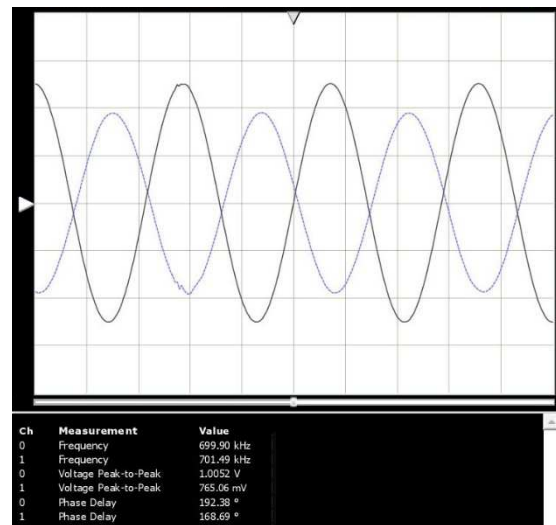 Ch Measurement Value
0 Frequency 699.90 kHz
1 Frequency 701.49 kHz
0 Voltage Peak-to-Peak 1.0052 V
1 Voltage Peak-to-Peak 765.06 mV
0 Phase Delay 192.38 °
1 Phase Delay 168.69 °